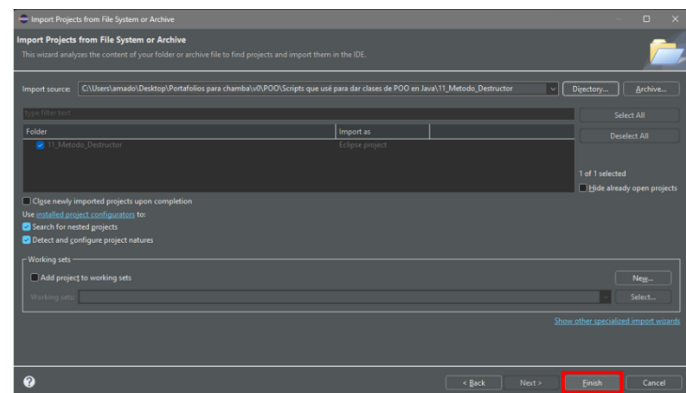 Import Projects from File System or Archive
Import Projects from File System or Archive
This wizard analyzes the content of your folder or archive file to find projects and import them in the IDE.
Import source: C:\Users\amado\Desktop\Portafolios para chamba\v0\POO\Scripts que usé para dar clases de POO en Java\11_Metodo_Destructor Directory... Archive...
type filter text Select All
Folder Import as Deselect All
11_Metodo_Destructor Eclipse project
1 of 1 selected
Hide already open projects
Close newly imported projects upon completion
Use installed project configurators to:
Search for nested projects
Detect and configure project natures
Working sets
Add project to working sets New...
Working sets: Select...
Show other specialized import wizards
? < Back Next > Finish Cancel